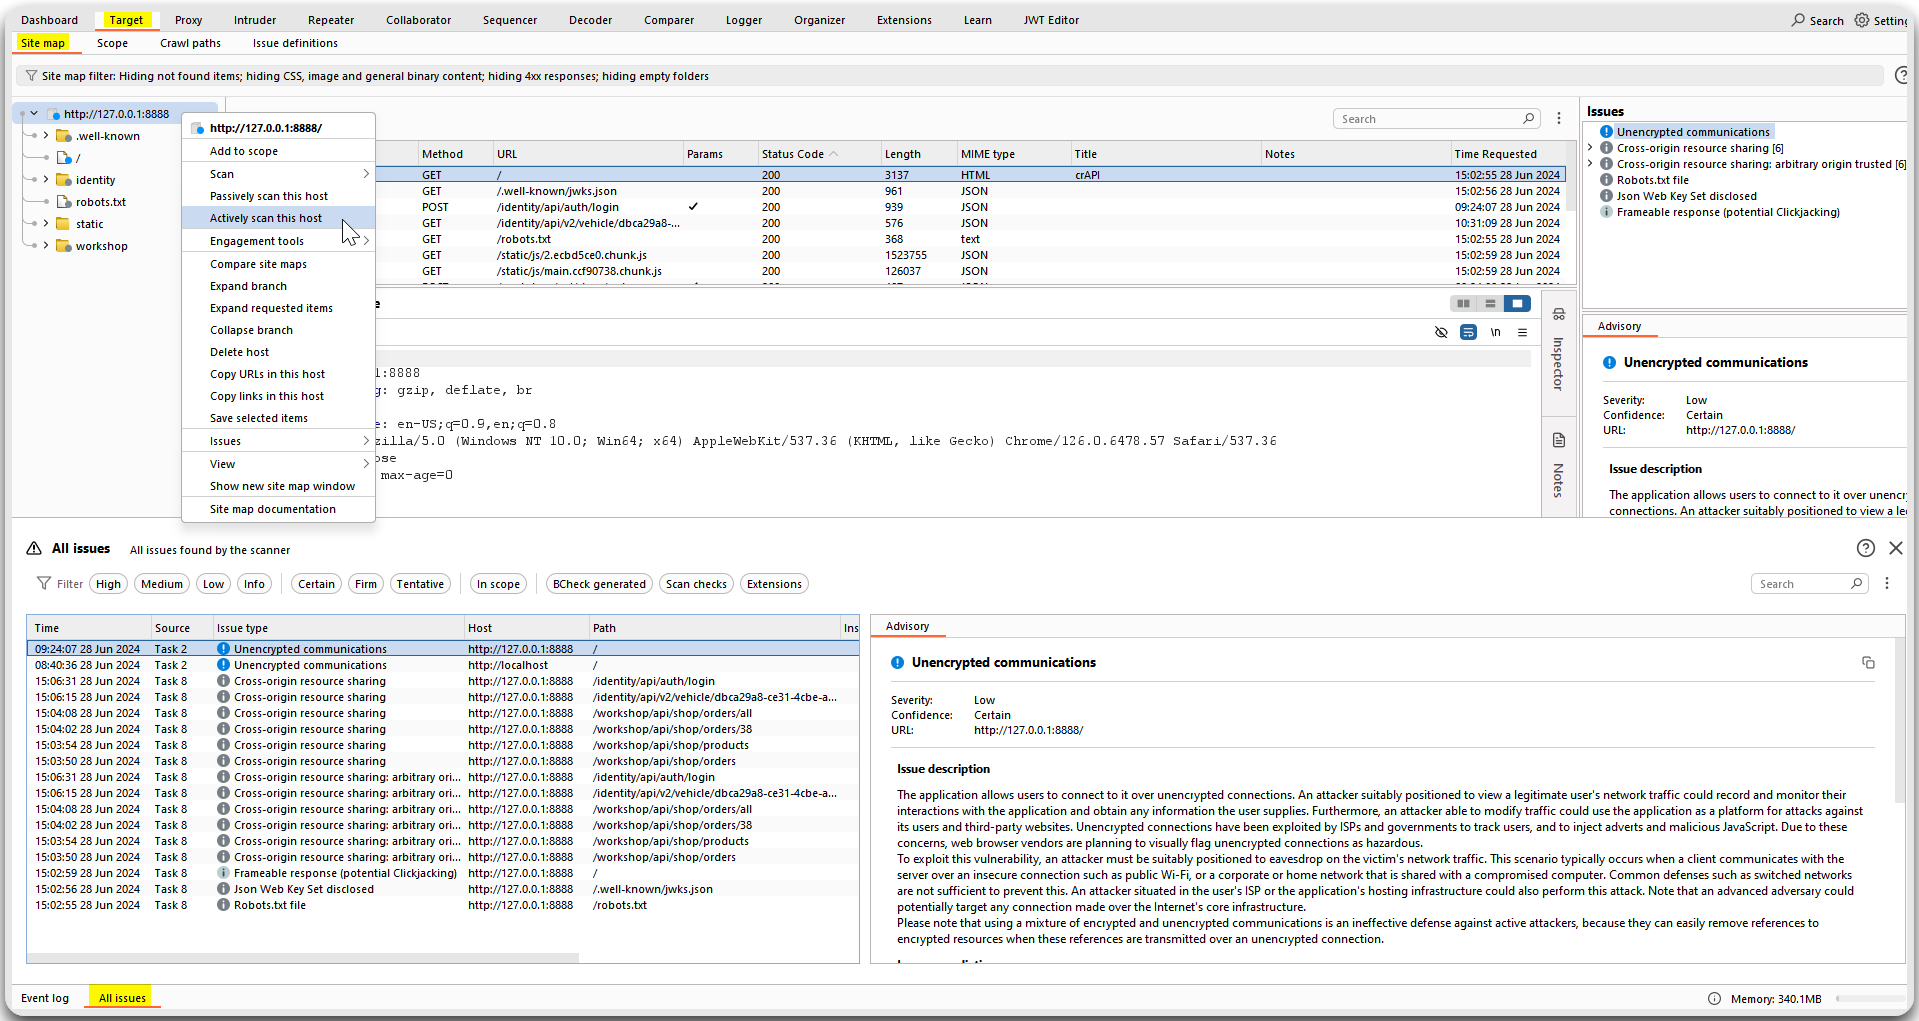 Dashboard Target Proxy Intruder Repeater Collaborator Sequencer Decoder Comparer Logger Organizer Extensions Learn JWT Editor Search
Site map Scope Crawl paths Issue definitions
Site map filter: Hiding not found items; hiding CSS, image and general binary content; hiding 4xx responses; hiding empty folders
http://127.0.0.1:8888
.well-known
/
identity
robots.txt
static
workshop
http://127.0.0.1:8888/
Add to scope
Scan
Passively scan this host
Actively scan this host
Engagement tools
Compare site maps
Expand branch
Expand requested items
Collapse branch
Delete host
Copy URLs in this host
Copy links in this host
Save selected items
Issues
View
Show new site map window
Site map documentation
Search
Method URL Params Status Code Length MIME type Title Notes Time Requested
GET / 200 3137 HTML crAPI 15:02:55 28 Jun 2024
GET /.well-known/jwks.json 200 961 JSON 15:02:56 28 Jun 2024
POST /identity/api/auth/login ✓ 200 939 JSON 09:24:07 28 Jun 2024
GET /identity/api/v2/vehicle/dbca29a8-... 200 576 JSON 10:31:09 28 Jun 2024
GET /robots.txt 200 368 text 15:02:55 28 Jun 2024
GET /static/js/2.ecbd5ce0.chunk.js 200 1523755 JSON 15:02:59 28 Jun 2024
GET /static/js/main.ccf90738.chunk.js 200 126037 JSON 15:02:59 28 Jun 2024
\n
:8888
: gzip, deflate, br
: en-US;q=0.9,en;q=0.8
zilla/5.0 (Windows NT 10.0; Win64; x64) AppleWebKit/537.36 (KHTML, like Gecko) Chrome/126.0.6478.57 Safari/537.36
ose
max-age=0
Inspector
Notes
Issues
Unencrypted communications
Cross-origin resource sharing [6]
Cross-origin resource sharing: arbitrary origin trusted [6]
Robots.txt file
Json Web Key Set disclosed
Frameable response (potential Clickjacking)
Advisory
Unencrypted communications
Severity: Low
Confidence: Certain
URL: http://127.0.0.1:8888/
Issue description
The application allows users to connect to it over unencr
connections. An attacker suitably positioned to view a le
All issues All issues found by the scanner
Filter High Medium Low Info Certain Firm Tentative In scope BCheck generated Scan checks Extensions Search
Time Source Issue type Host Path Ins
09:24:07 28 Jun 2024 Task 2 Unencrypted communications http://127.0.0.1:8888 /
08:40:36 28 Jun 2024 Task 2 Unencrypted communications http://localhost /
15:06:31 28 Jun 2024 Task 8 Cross-origin resource sharing http://127.0.0.1:8888 /identity/api/auth/login
15:06:15 28 Jun 2024 Task 8 Cross-origin resource sharing http://127.0.0.1:8888 /identity/api/v2/vehicle/dbca29a8-ce31-4cbe-a...
15:04:08 28 Jun 2024 Task 8 Cross-origin resource sharing http://127.0.0.1:8888 /workshop/api/shop/orders/all
15:04:02 28 Jun 2024 Task 8 Cross-origin resource sharing http://127.0.0.1:8888 /workshop/api/shop/orders/38
15:03:54 28 Jun 2024 Task 8 Cross-origin resource sharing http://127.0.0.1:8888 /workshop/api/shop/products
15:03:50 28 Jun 2024 Task 8 Cross-origin resource sharing http://127.0.0.1:8888 /workshop/api/shop/orders
15:06:31 28 Jun 2024 Task 8 Cross-origin resource sharing: arbitrary ori... http://127.0.0.1:8888 /identity/api/auth/login
15:06:15 28 Jun 2024 Task 8 Cross-origin resource sharing: arbitrary ori... http://127.0.0.1:8888 /identity/api/v2/vehicle/dbca29a8-ce31-4cbe-a...
15:04:08 28 Jun 2024 Task 8 Cross-origin resource sharing: arbitrary ori... http://127.0.0.1:8888 /workshop/api/shop/orders/all
15:04:02 28 Jun 2024 Task 8 Cross-origin resource sharing: arbitrary ori... http://127.0.0.1:8888 /workshop/api/shop/orders/38
15:03:54 28 Jun 2024 Task 8 Cross-origin resource sharing: arbitrary ori... http://127.0.0.1:8888 /workshop/api/shop/products
15:03:50 28 Jun 2024 Task 8 Cross-origin resource sharing: arbitrary ori... http://127.0.0.1:8888 /workshop/api/shop/orders
15:02:59 28 Jun 2024 Task 8 Frameable response (potential Clickjacking) http://127.0.0.1:8888 /
15:02:56 28 Jun 2024 Task 8 Json Web Key Set disclosed http://127.0.0.1:8888 /.well-known/jwks.json
15:02:55 28 Jun 2024 Task 8 Robots.txt file http://127.0.0.1:8888 /robots.txt
Advisory
Unencrypted communications
Severity: Low
Confidence: Certain
URL: http://127.0.0.1:8888/
Issue description
The application allows users to connect to it over unencrypted connections. An attacker suitably positioned to view a legitimate user's network traffic could record and monitor their
interactions with the application and obtain any information the user supplies. Furthermore, an attacker able to modify traffic could use the application as a platform for attacks against
its users and third-party websites. Unencrypted connections have been exploited by ISPs and governments to track users, and to inject adverts and malicious JavaScript. Due to these
concerns, web browser vendors are planning to visually flag unencrypted connections as hazardous.
To exploit this vulnerability, an attacker must be suitably positioned to eavesdrop on the victim's network traffic. This scenario typically occurs when a client communicates with the
server over an insecure connection such as public Wi-Fi, or a corporate or home network that is shared with a compromised computer. Common defenses such as switched networks
are not sufficient to prevent this. An attacker situated in the user's ISP or the application's hosting infrastructure could also perform this attack. Note that an advanced adversary could
potentially target any connection made over the Internet's core infrastructure.
Please note that using a mixture of encrypted and unencrypted communications is an ineffective defense against active attackers, because they can easily remove references to
encrypted resources when these references are transmitted over an unencrypted connection.
Event log All issues Memory: 340.1MB